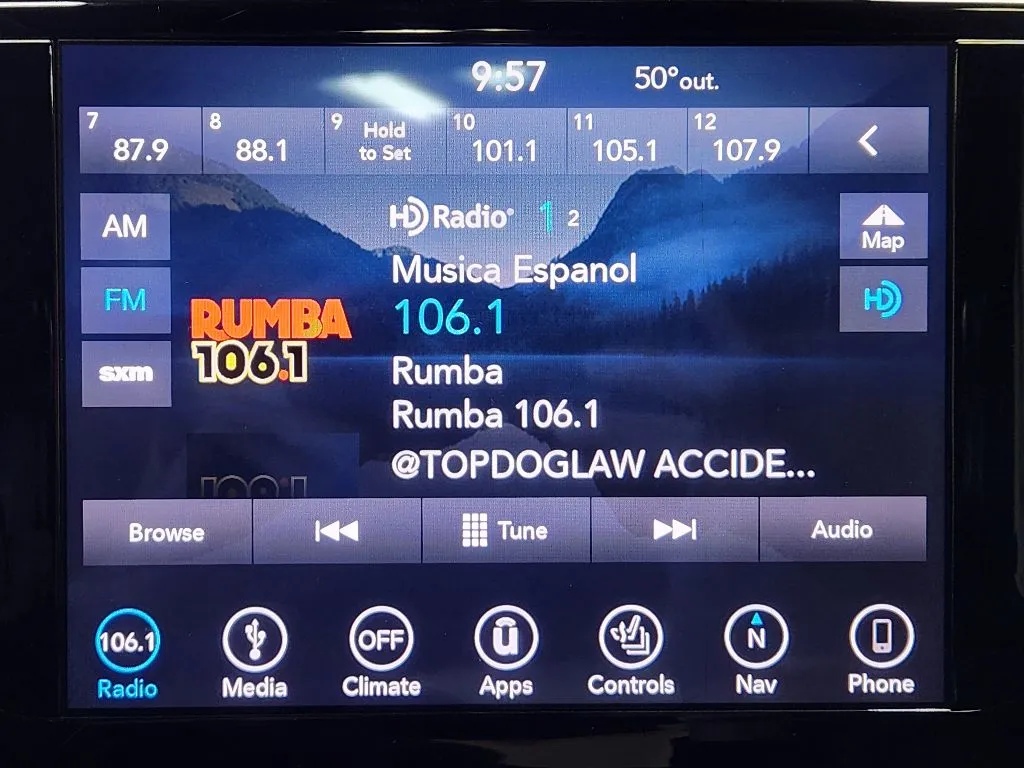 9:57 50°out.
7 8 9 10 11 12
87.9 88.1 Hold to Set 101.1 105.1 107.9
AM
FM
sxm
HD Radio 1 2
Map
HD
Musica Espanol
106.1
RUMBA
106.1
Rumba
Rumba 106.1
@TOPDOGLAW ACCIDE...
106.1
Browse Tune Audio
106.1 OFF ū N
Radio Media Climate Apps Controls Nav Phone